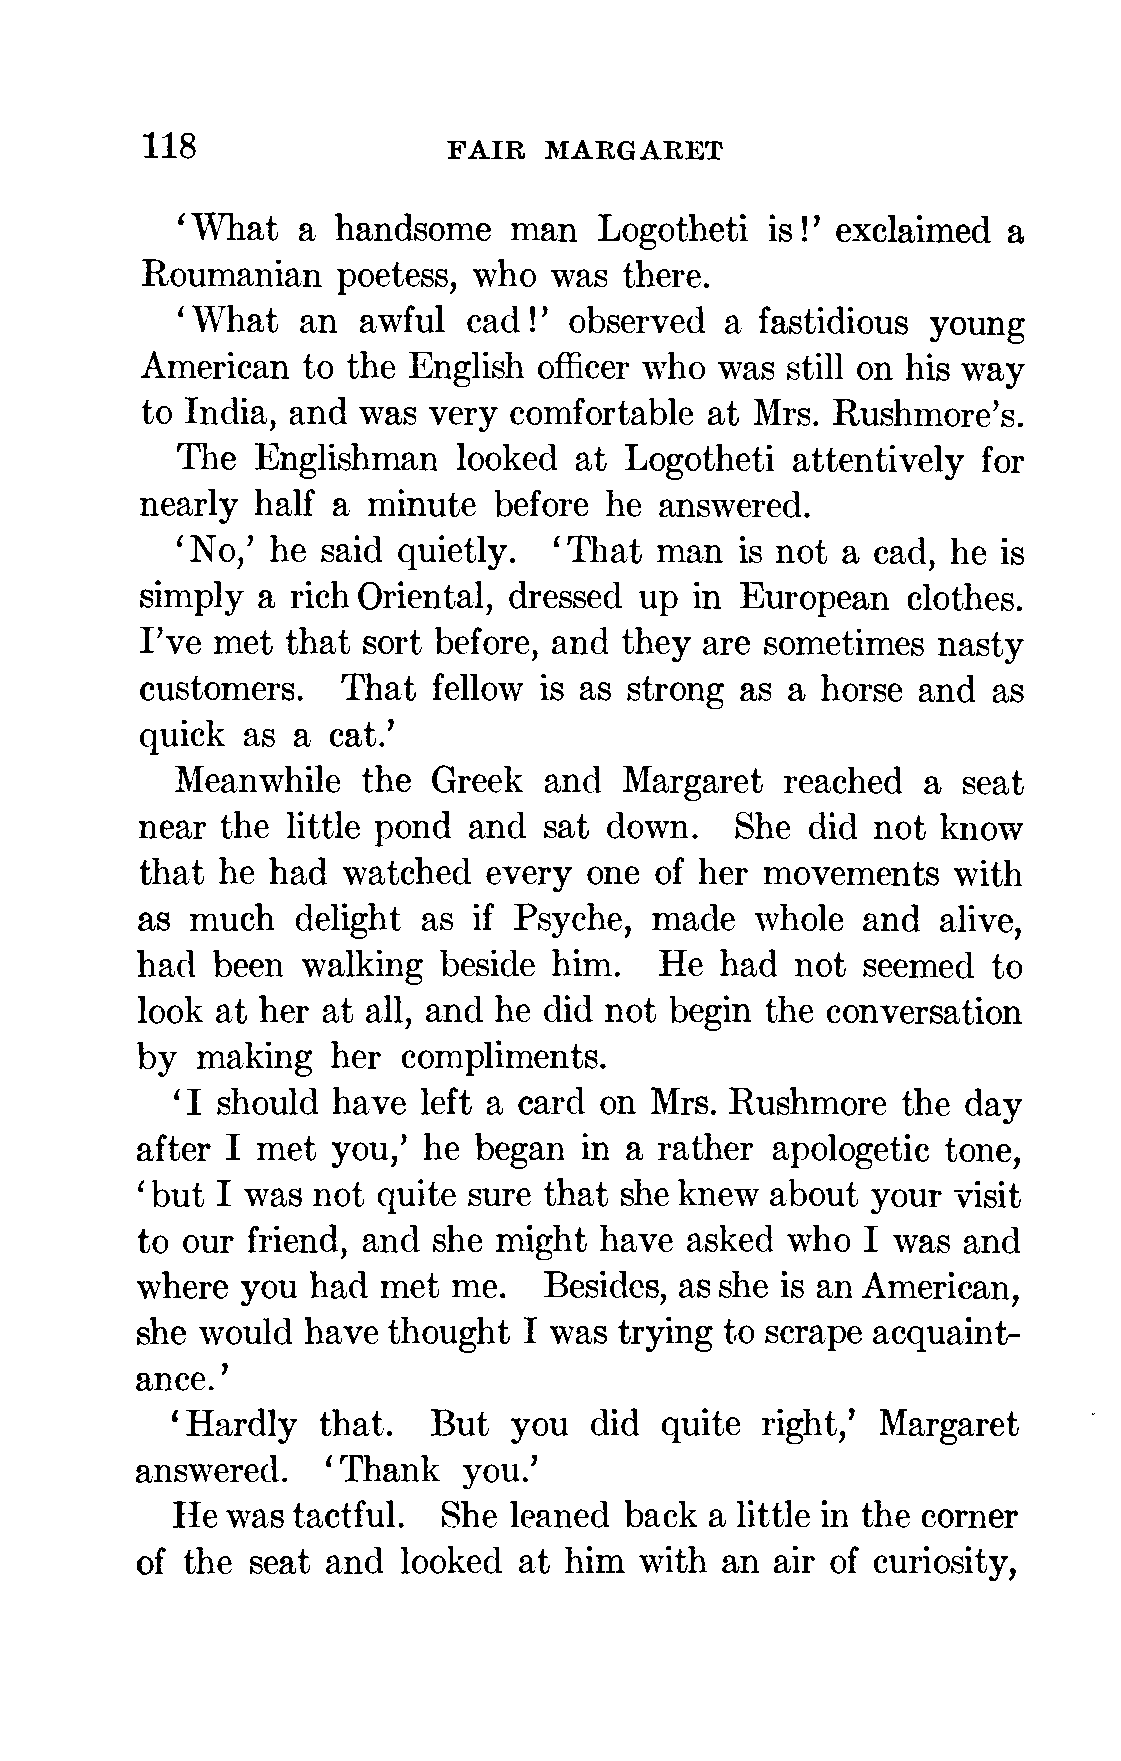 118 FAIR MARGARET
‘What a handsome man Logotheti is!’ exclaimed a
Roumanian poetess, who was there.
‘What an awful cad!’ observed a fastidious young
American to the English officer who was still on his way
to India, and was very comfortable at Mrs. Rushmore’s.
The Englishman looked at Logotheti attentively for
nearly half a minute before he answered.
‘No,’ he said quietly. ‘That man is not a cad, he is
simply a rich Oriental, dressed up in European clothes.
I’ve met that sort before, and they are sometimes nasty
customers. That fellow is as strong as a horse and as
quick as a cat.’
Meanwhile the Greek and Margaret reached a seat
near the little pond and sat down. She did not know
that he had watched every one of her movements with
as much delight as if Psyche, made whole and alive,
had been walking beside him. He had not seemed to
look at her at all, and he did not begin the conversation
by making her compliments.
‘I should have left a card on Mrs. Rushmore the day
after I met you,’ he began in a rather apologetic tone,
‘but I was not quite sure that she knew about your visit
to our friend, and she might have asked who I was and
where you had met me. Besides, as she is an American,
she would have thought I was trying to scrape acquaint-
ance.’
‘Hardly that. But you did quite right,’ Margaret
answered. ‘Thank you.’
He was tactful. She leaned back a little in the corner
of the seat and looked at him with an air of curiosity,